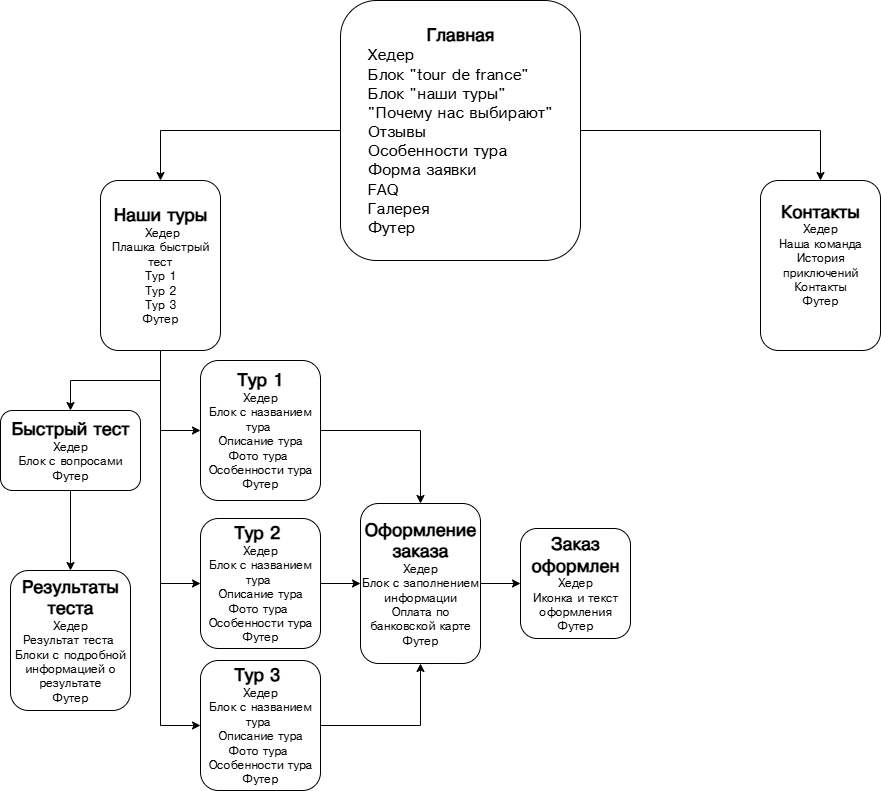 Главная
Хедер
Блок "tour de france"
Блок "наши туры"
"Почему нас выбирают"
Отзывы
Особенности тура
Форма заявки
FAQ
Галерея
Футер
Наши туры
Хедер
Плашка быстрый
тест
Тур 1
Тур 2
Тур 3
Футер
Контакты
Хедер
Наша команда
История
приключений
Контакты
Футер
Быстрый тест
Хедер
Блок с вопросами
Футер
Результаты
теста
Хедер
Результат теста
Блоки с подробной
информацией о
результате
Футер
Тур 1
Хедер
Блок с названием
тура
Описание тура
Фото тура
Особенности тура
Футер
Тур 2
Хедер
Блок с названием
тура
Описание тура
Фото тура
Особенности тура
Футер
Тур 3
Хедер
Блок с названием
тура
Описание тура
Фото тура
Особенности тура
Футер
Оформление
заказа
Хедер
Блок с заполнением
информации
Оплата по
банковской карте
Футер
Заказ
оформлен
Хедер
Иконка и текст
оформления
Футер